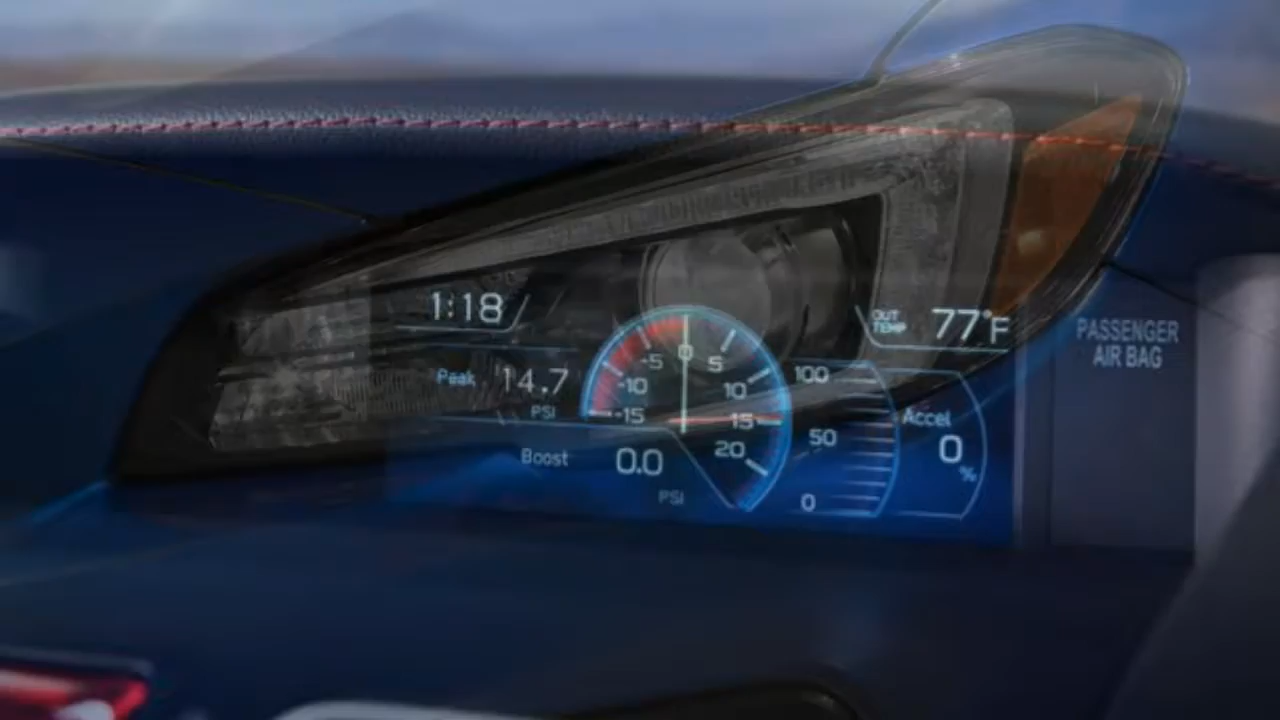 1:18
OUT
TEMP
77°F
PASSENGER
AIR BAG
Peak
14.7
PSI
Boost
0.0
PSI
-15
-10
-5
0
5
10
15
20
100
50
0
Accel
0
%